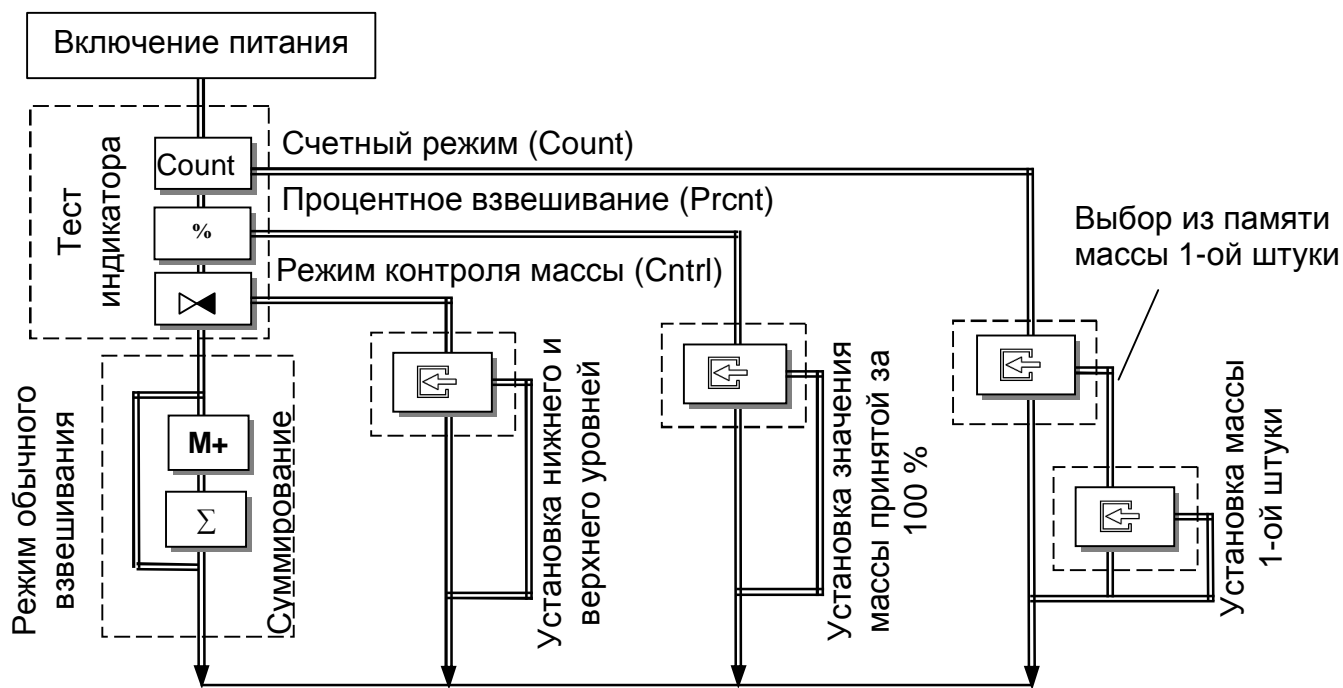 Включение питания
Тест
индикатора
Count
%
Счетный режим (Count)
Процентное взвешивание (Prcnt)
Режим контроля массы (Cntrl)
Выбор из памяти
массы 1-ой штуки
Режим обычного
взвешивания
M+
Σ
Суммирование
Установка нижнего и
верхнего уровней
Установка значения
массы принятой за
100 %
Установка массы
1-ой штуки